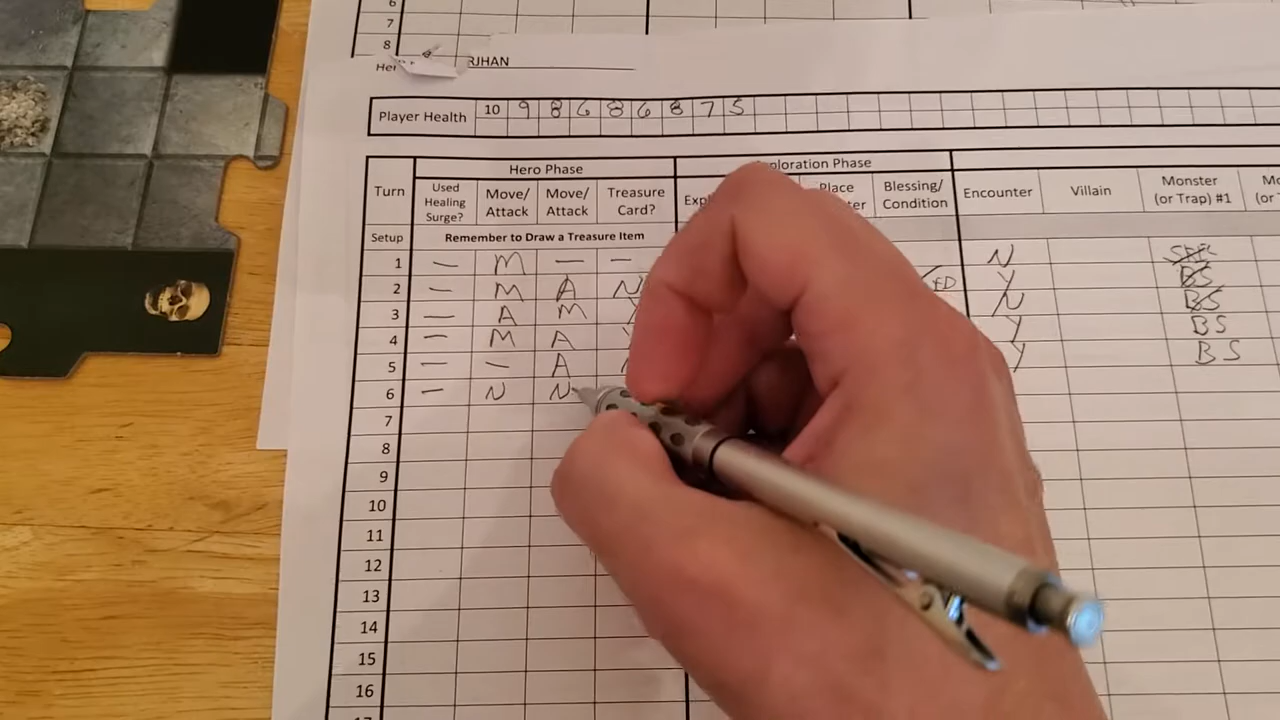 6
7
8
RJHAN
Player Health 10 9 8 6 8 6 8 7 5
Hero Phase Exploration Phase
Turn Used Healing Surge? Move/ Attack Move/ Attack Treasure Card? Place Blessing/ Condition Encounter Villain Monster (or Trap) #1
Setup Remember to Draw a Treasure Item
1 — M — — N
2 — M A N Y BS
3 — A M N BS
4 — M A Y BS
5 — — A Y BS
6 — N N
7
8
9
10
11
12
13
14
15
16